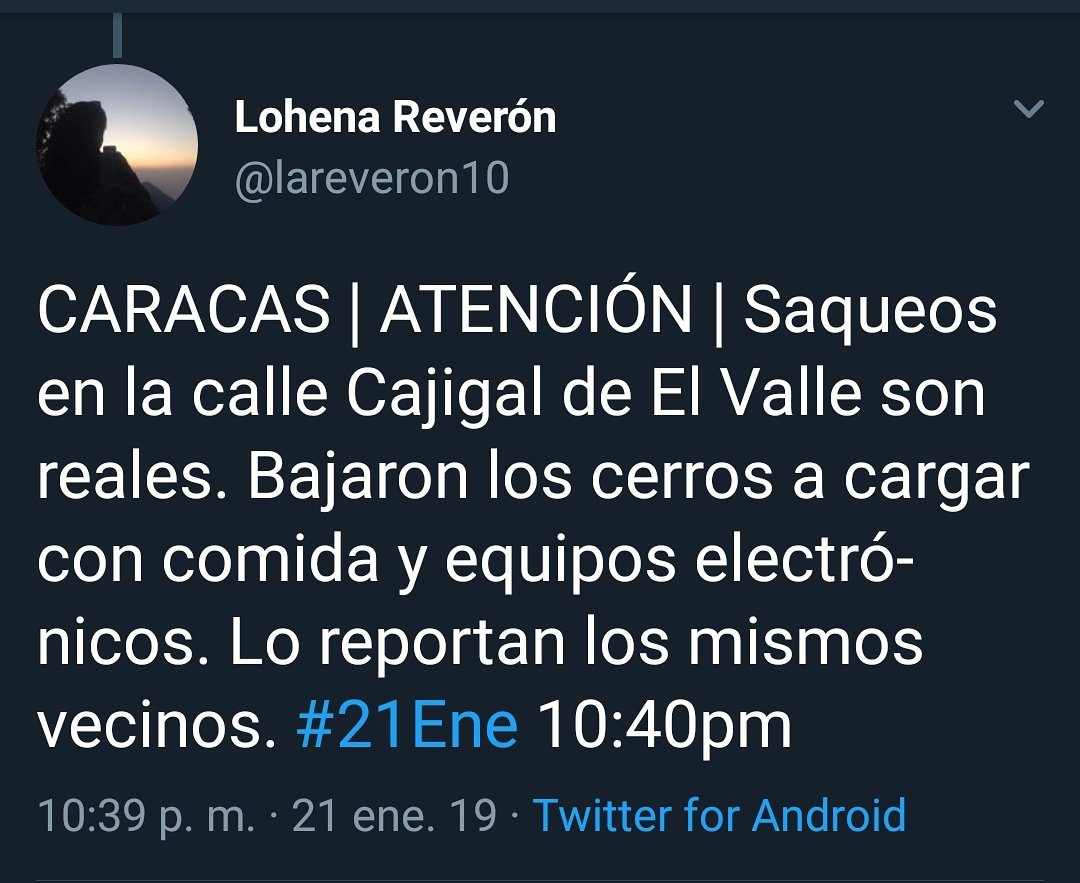 Lohena Reverón
@lareveron10
CARACAS | ATENCIÓN | Saqueos
en la calle Cajigal de El Valle son
reales. Bajaron los cerros a cargar
con comida y equipos electró-
nicos. Lo reportan los mismos
vecinos. #21Ene 10:40pm
10:39 p. m. · 21 ene. 19 · Twitter for Android